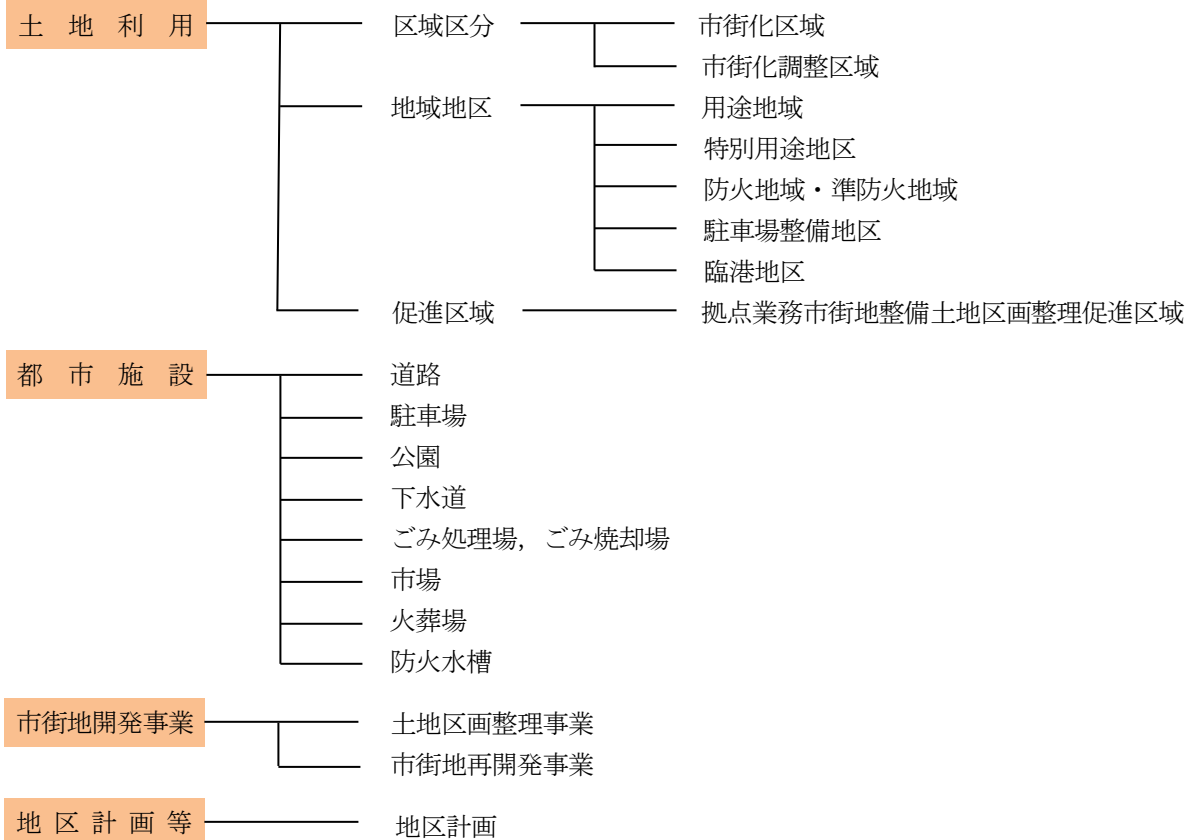 土地利用 区域区分 市街化区域
市街化調整区域
地域地区 用途地域
特別用途地区
防火地域・準防火地域
駐車場整備地区
臨港地区
促進区域 拠点業務市街地整備土地区画整理促進区域
都市施設 道路
駐車場
公園
下水道
ごみ処理場，ごみ焼却場
市場
火葬場
防火水槽
市街地開発事業 土地区画整理事業
市街地再開発事業
地区計画等 地区計画